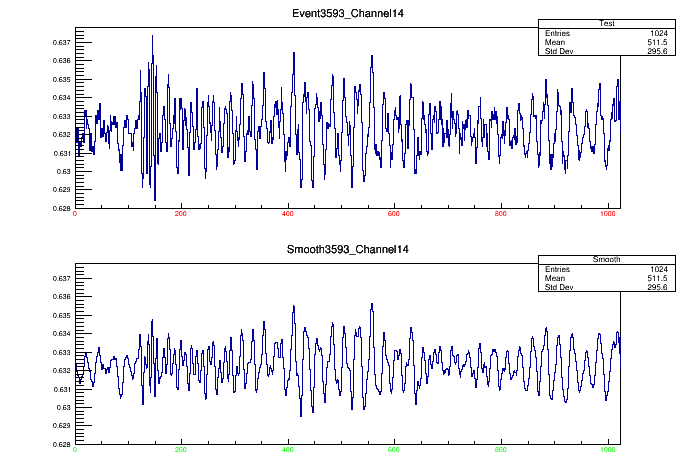 Event3593_Channel14
Test
Entries 1024
Mean 511.5
Std Dev 295.6
0.637
0.636
0.635
0.634
0.633
0.632
0.631
0.63
0.629
0.628
0 200 400 600 800 1000
Smooth3593_Channel14
Smooth
Entries 1024
Mean 511.5
Std Dev 295.6
0.637
0.636
0.635
0.634
0.633
0.632
0.631
0.63
0.629
0.628
0 200 400 600 800 1000